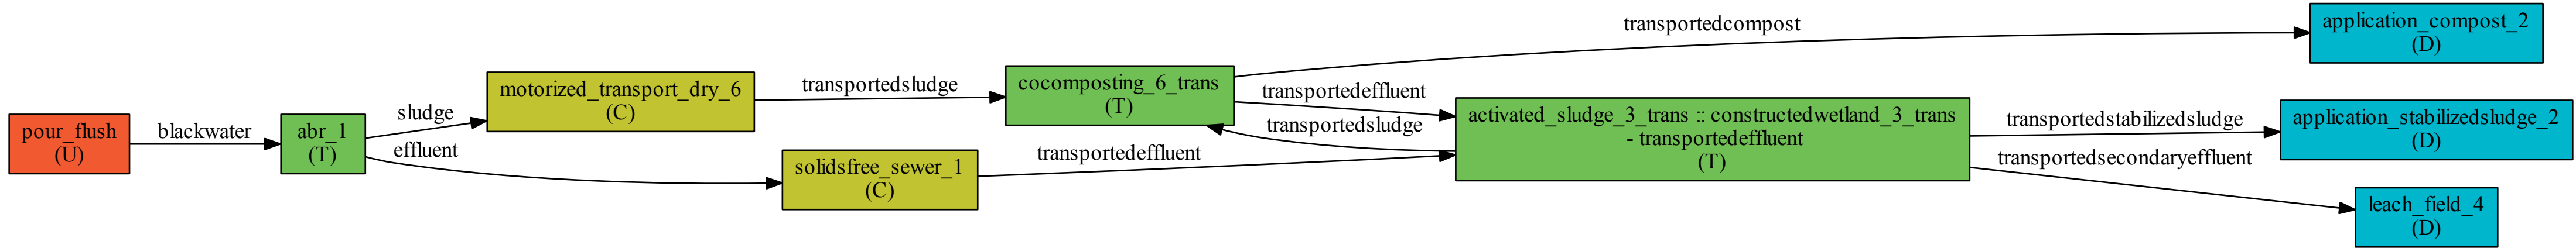 pour_flush
(U)
blackwater
abr_1
(T)
sludge
effluent
motorized_transport_dry_6
(C)
solidsfree_sewer_1
(C)
transportedsludge
transportedeffluent
cocomposting_6_trans
(T)
transportedcompost
transportedeffluent
transportedsludge
activated_sludge_3_trans :: constructedwetland_3_trans
- transportedeffluent
(T)
transportedstabilizedsludge
transportedsecondaryeffluent
application_compost_2
(D)
application_stabilizedsludge_2
(D)
leach_field_4
(D)